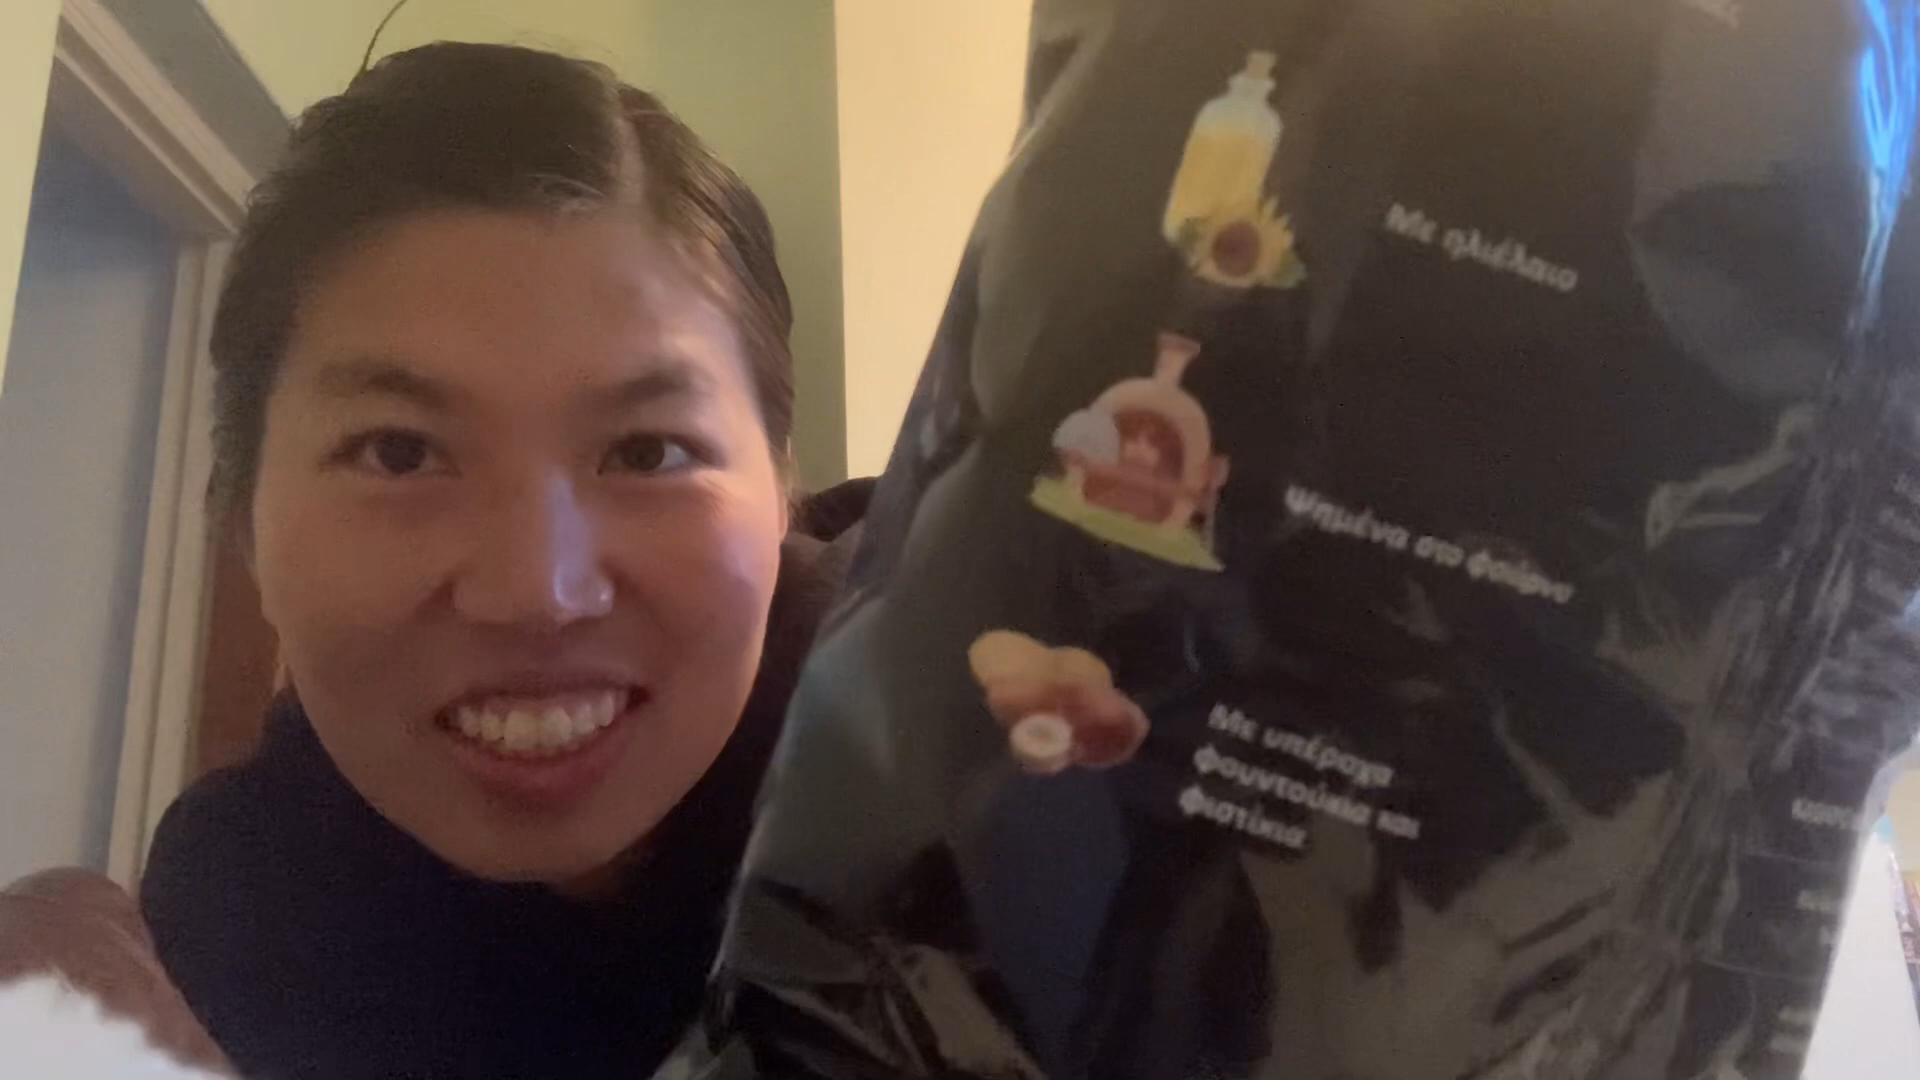 Με ηλιέλαιο
Ψημένα στο φούρνο
Με υπέροχα
φουντούκια και
φιστίκια